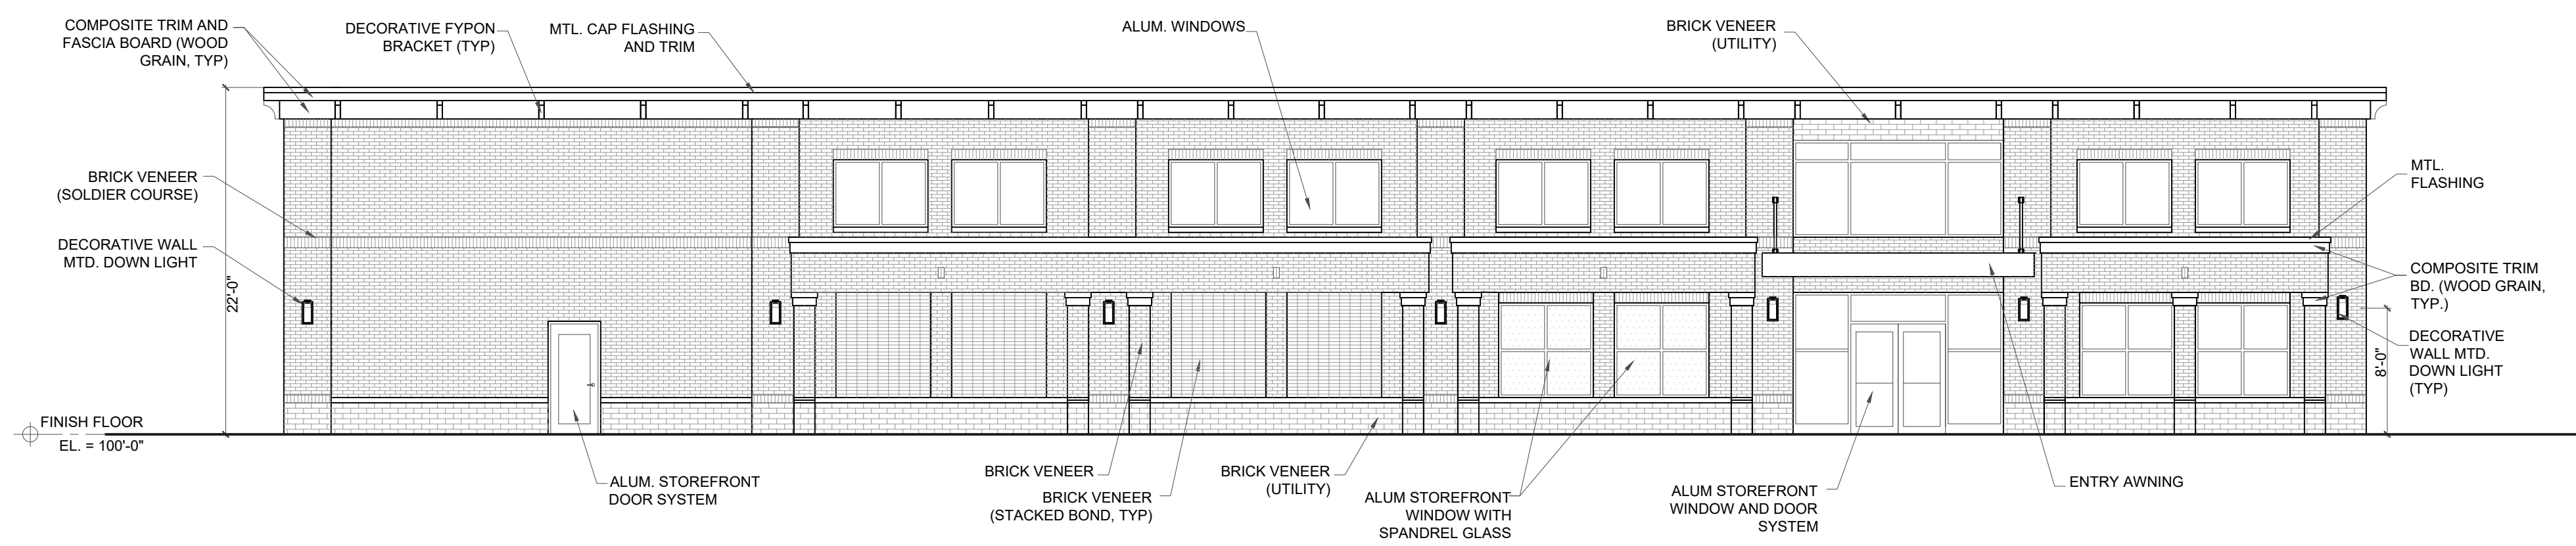 COMPOSITE TRIM AND
FASCIA BOARD (WOOD
GRAIN, TYP)
DECORATIVE FYPON
BRACKET (TYP)
MTL. CAP FLASHING
AND TRIM
ALUM. WINDOWS
BRICK VENEER
(UTILITY)
BRICK VENEER
(SOLDIER COURSE)
DECORATIVE WALL
MTD. DOWN LIGHT
22'-0"
FINISH FLOOR
EL. = 100'-0"
MTL.
FLASHING
COMPOSITE TRIM
BD. (WOOD GRAIN,
TYP.)
DECORATIVE
WALL MTD.
DOWN LIGHT
(TYP)
8'-0"
ALUM. STOREFRONT
DOOR SYSTEM
BRICK VENEER
BRICK VENEER
(STACKED BOND, TYP)
BRICK VENEER
(UTILITY)
ALUM STOREFRONT
WINDOW WITH
SPANDREL GLASS
ALUM STOREFRONT
WINDOW AND DOOR
SYSTEM
ENTRY AWNING